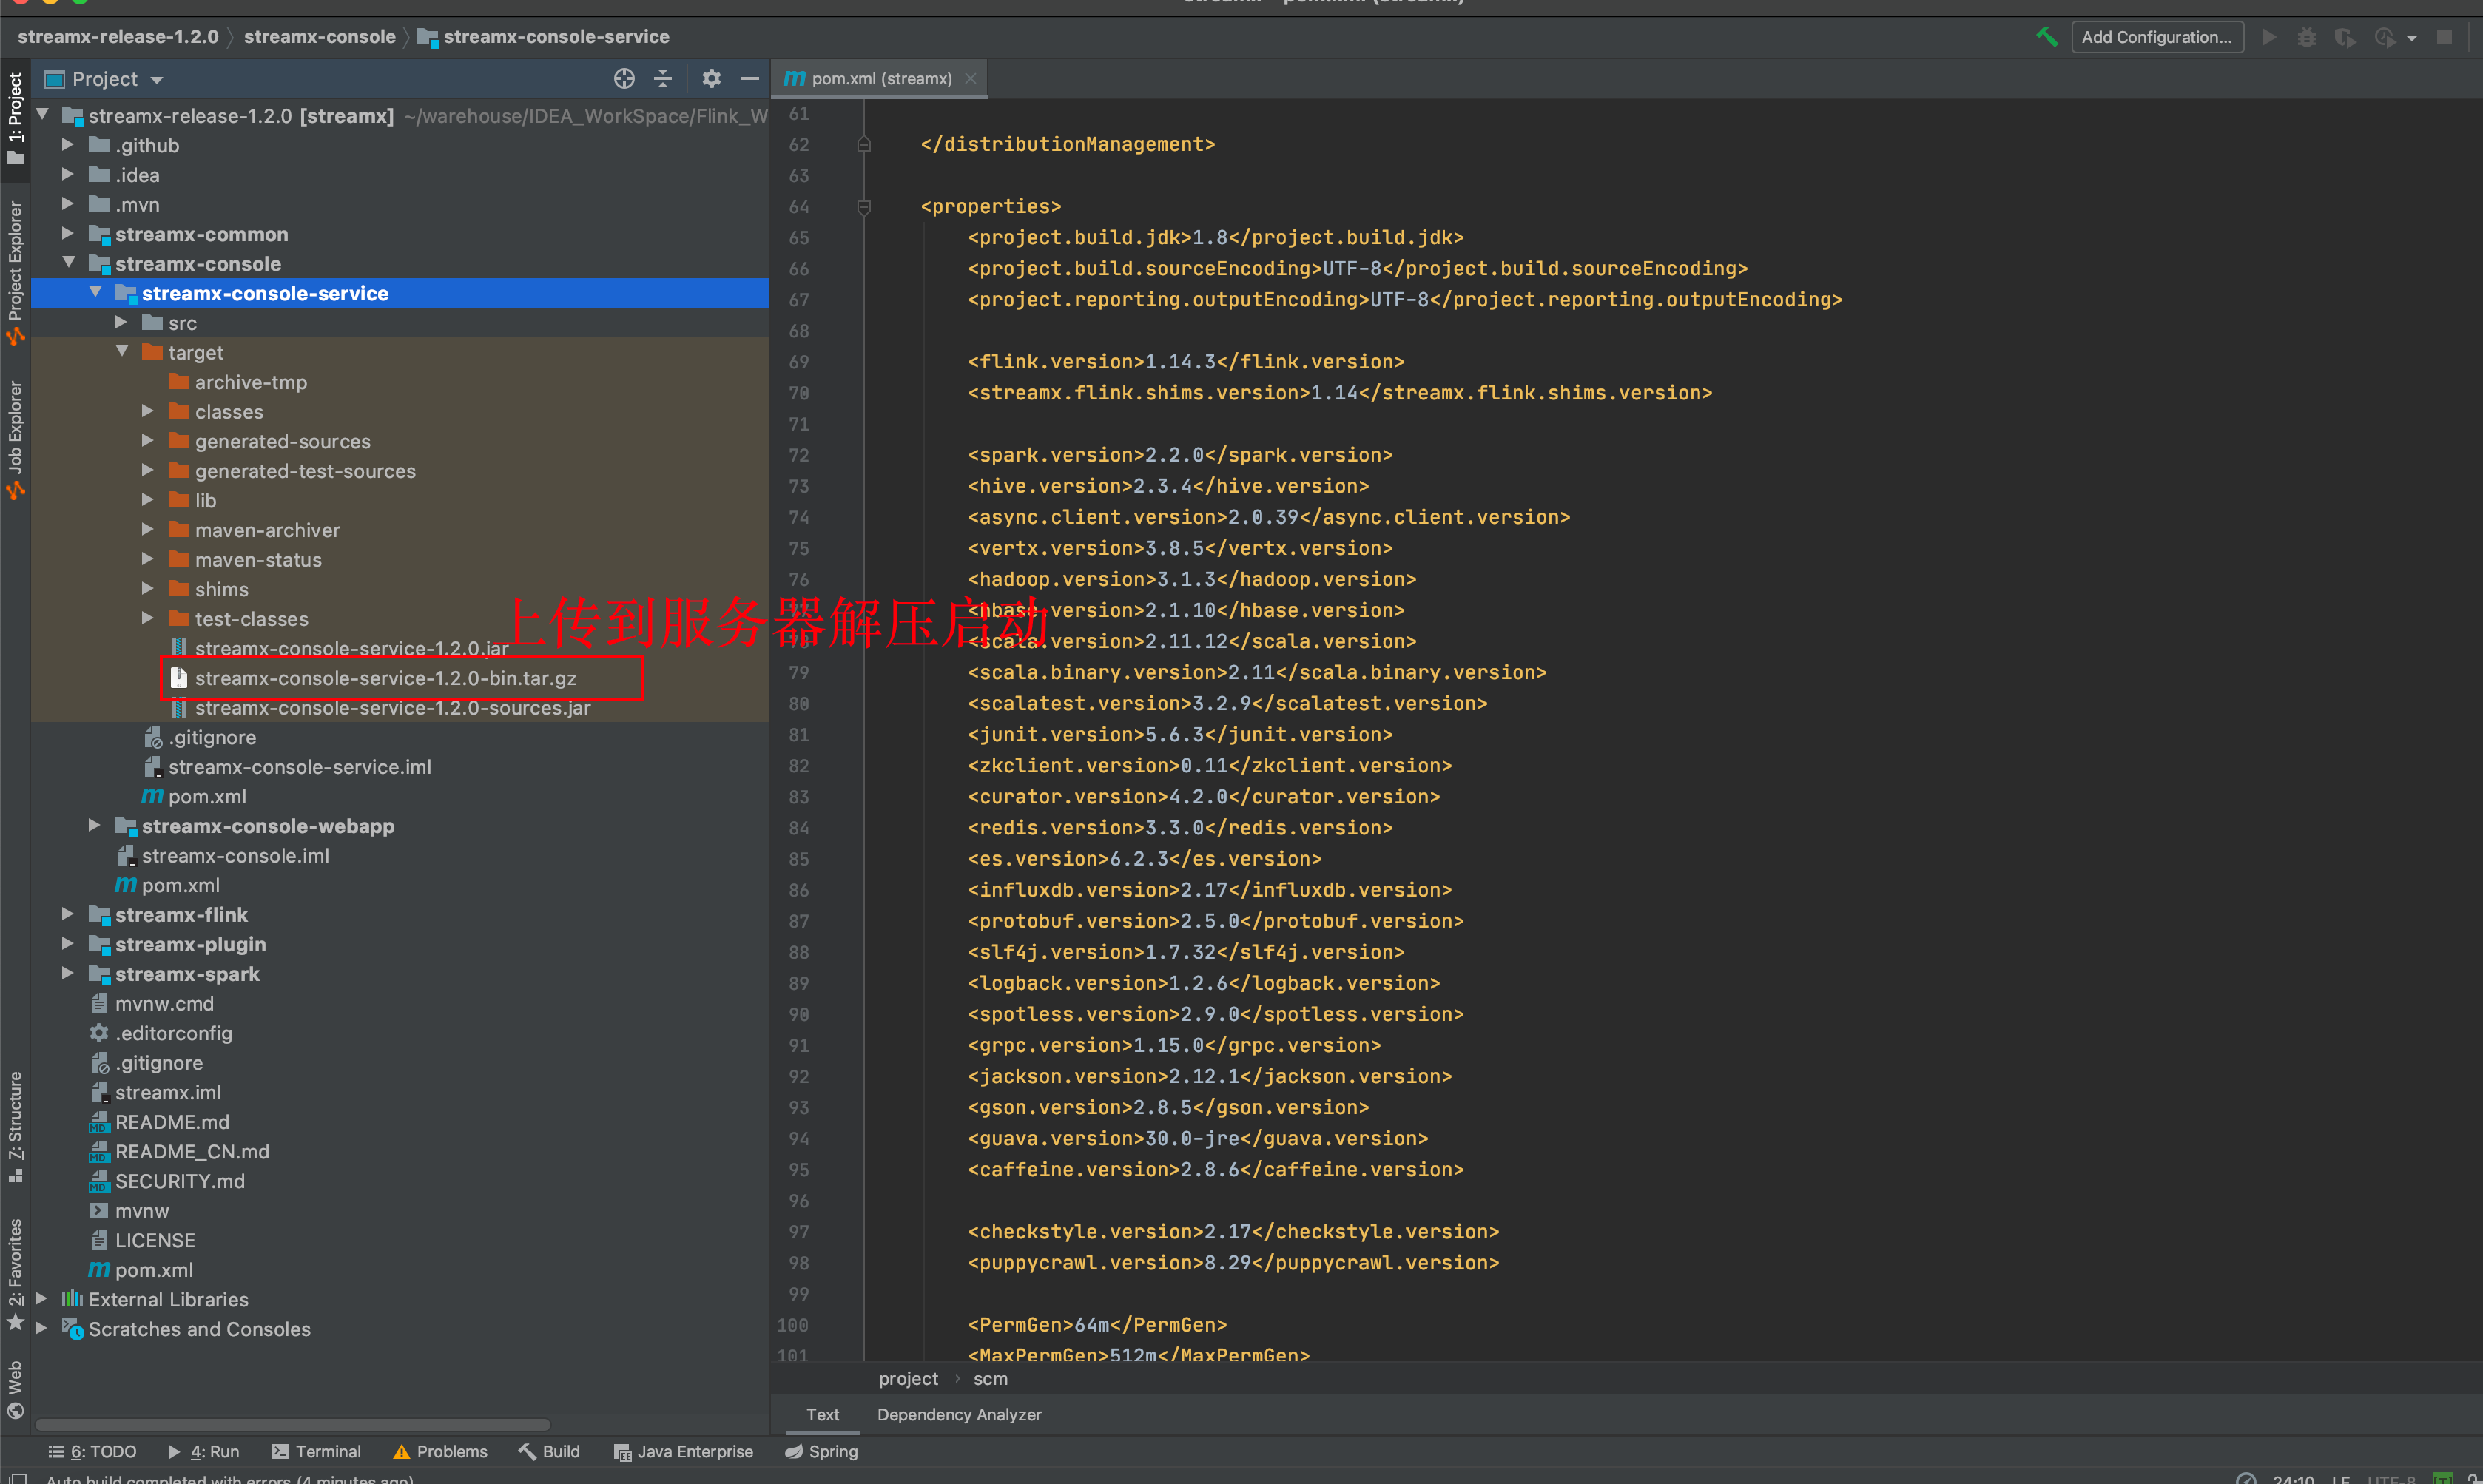 streamx-release-1.2.0 streamx-console streamx-console-service
Add Configuration...
Project
pom.xml (streamx)
1: Project
Project Explorer
Job Explorer
7: Structure
2: Favorites
Web
streamx-release-1.2.0 [streamx] ~/warehouse/IDEA_WorkSpace/Flink_W
.github
.idea
.mvn
streamx-common
streamx-console
streamx-console-service
src
target
archive-tmp
classes
generated-sources
generated-test-sources
lib
maven-archiver
maven-status
shims
test-classes
streamx-console-service-1.2.0.jar
streamx-console-service-1.2.0-bin.tar.gz
streamx-console-service-1.2.0-sources.jar
.gitignore
streamx-console-service.iml
pom.xml
streamx-console-webapp
streamx-console.iml
pom.xml
streamx-flink
streamx-plugin
streamx-spark
mvnw.cmd
.editorconfig
.gitignore
streamx.iml
README.md
README_CN.md
SECURITY.md
mvnw
LICENSE
pom.xml
External Libraries
Scratches and Consoles
上传到服务器解压启动
61
62 </distributionManagement>
63
64 <properties>
65 <project.build.jdk>1.8</project.build.jdk>
66 <project.build.sourceEncoding>UTF-8</project.build.sourceEncoding>
67 <project.reporting.outputEncoding>UTF-8</project.reporting.outputEncoding>
68
69 <flink.version>1.14.3</flink.version>
70 <streamx.flink.shims.version>1.14</streamx.flink.shims.version>
71
72 <spark.version>2.2.0</spark.version>
73 <hive.version>2.3.4</hive.version>
74 <async.client.version>2.0.39</async.client.version>
75 <vertx.version>3.8.5</vertx.version>
76 <hadoop.version>3.1.3</hadoop.version>
77 <hbase.version>2.1.10</hbase.version>
78 <scala.version>2.11.12</scala.version>
79 <scala.binary.version>2.11</scala.binary.version>
80 <scalatest.version>3.2.9</scalatest.version>
81 <junit.version>5.6.3</junit.version>
82 <zkclient.version>0.11</zkclient.version>
83 <curator.version>4.2.0</curator.version>
84 <redis.version>3.3.0</redis.version>
85 <es.version>6.2.3</es.version>
86 <influxdb.version>2.17</influxdb.version>
87 <protobuf.version>2.5.0</protobuf.version>
88 <slf4j.version>1.7.32</slf4j.version>
89 <logback.version>1.2.6</logback.version>
90 <spotless.version>2.9.0</spotless.version>
91 <grpc.version>1.15.0</grpc.version>
92 <jackson.version>2.12.1</jackson.version>
93 <gson.version>2.8.5</gson.version>
94 <guava.version>30.0-jre</guava.version>
95 <caffeine.version>2.8.6</caffeine.version>
96
97 <checkstyle.version>2.17</checkstyle.version>
98 <puppycrawl.version>8.29</puppycrawl.version>
99
100 <PermGen>64m</PermGen>
101 <MaxPermGen>512m</MaxPermGen>
project › scm
Text Dependency Analyzer
6: TODO 4: Run Terminal Problems Build Java Enterprise Spring
Auto build completed with errors (4 minutes ago)
24:10 LF UTF-8